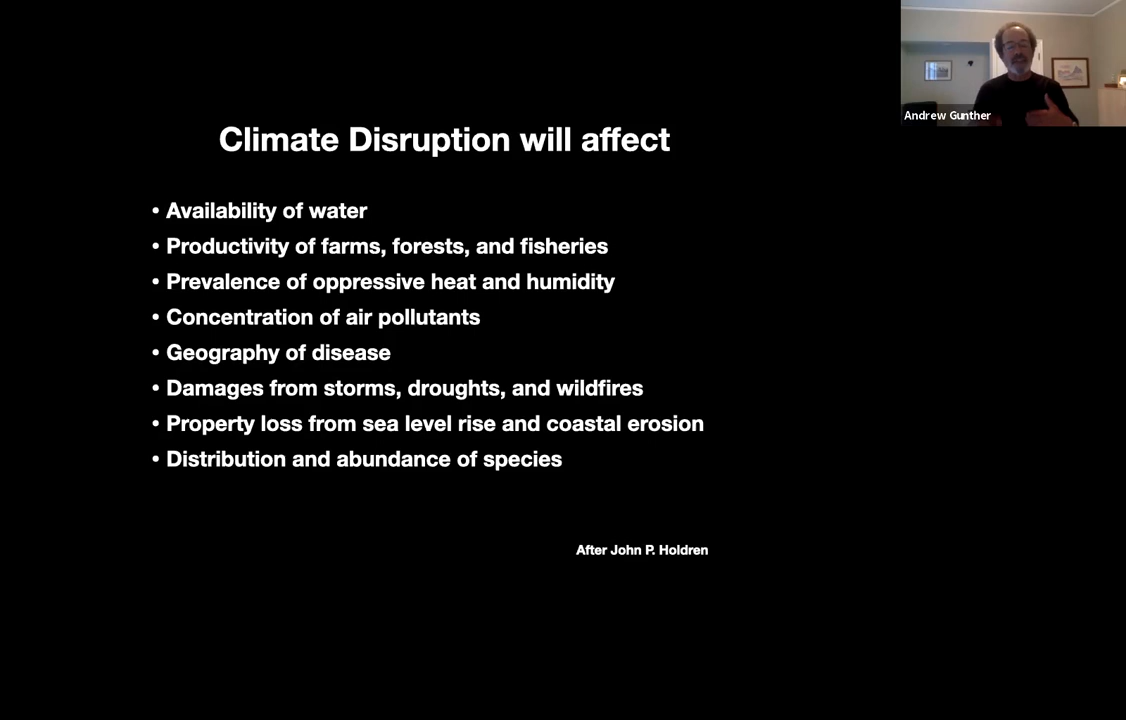 Andrew Gunther
Climate Disruption will affect
• Availability of water
• Productivity of farms, forests, and fisheries
• Prevalence of oppressive heat and humidity
• Concentration of air pollutants
• Geography of disease
• Damages from storms, droughts, and wildfires
• Property loss from sea level rise and coastal erosion
• Distribution and abundance of species
After John P. Holdren